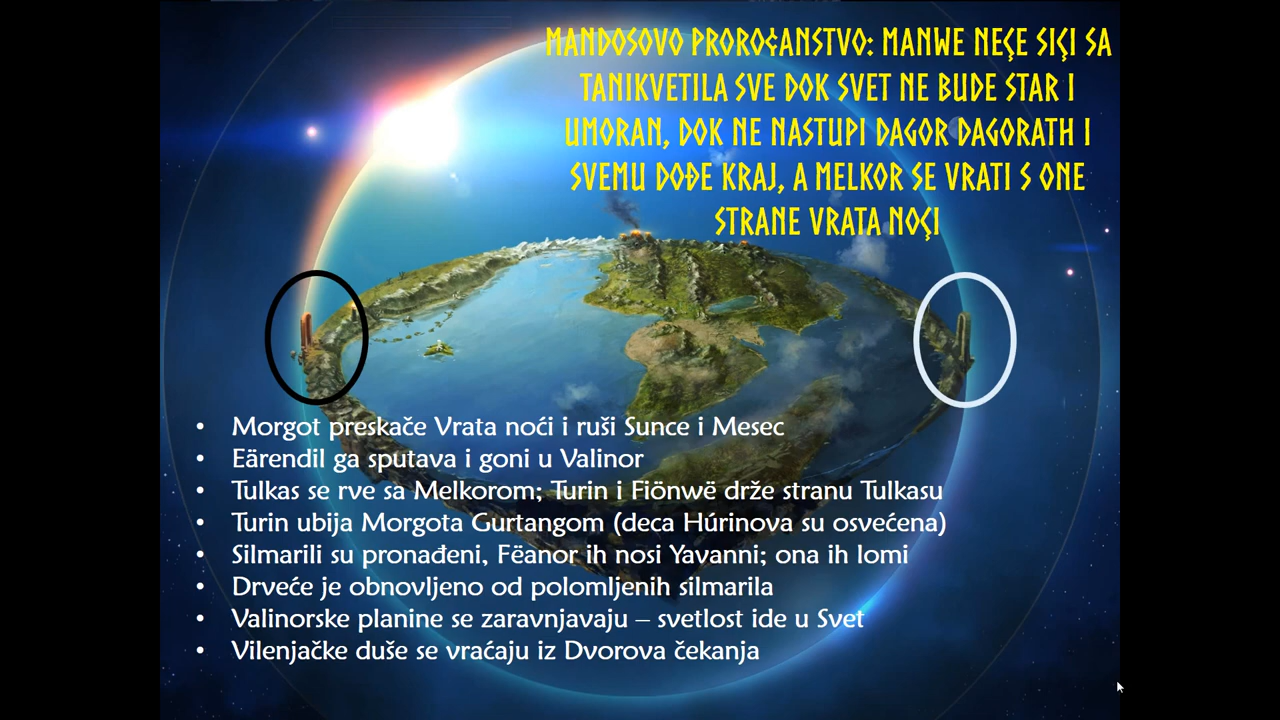 MANDOSOVO PROROČANSTVO: MANWE NEĆE SIĆI SA
TANIKVETILA SVE DOK SVET NE BUDE STAR I
UMORAN, DOK NE NASTUPI DAGOR DAGORATH I
SVEMU DOĐE KRAJ, A MELKOR SE VRATI S ONE
STRANE VRATA NOĆI
• Morgot preskače Vrata noći i ruši Sunce i Mesec
• Eärendil ga sputava i goni u Valinor
• Tulkas se rve sa Melkorom; Turin i Fiönwë drže stranu Tulkasu
• Turin ubija Morgota Gurtangom (deca Húrinova su osvećena)
• Silmarili su pronađeni, Fëanor ih nosi Yavanni; ona ih lomi
• Drveće je obnovljeno od polomljenih silmarila
• Valinorske planine se zaravnjavaju – svetlost ide u Svet
• Vilenjačke duše se vraćaju iz Dvorova čekanja